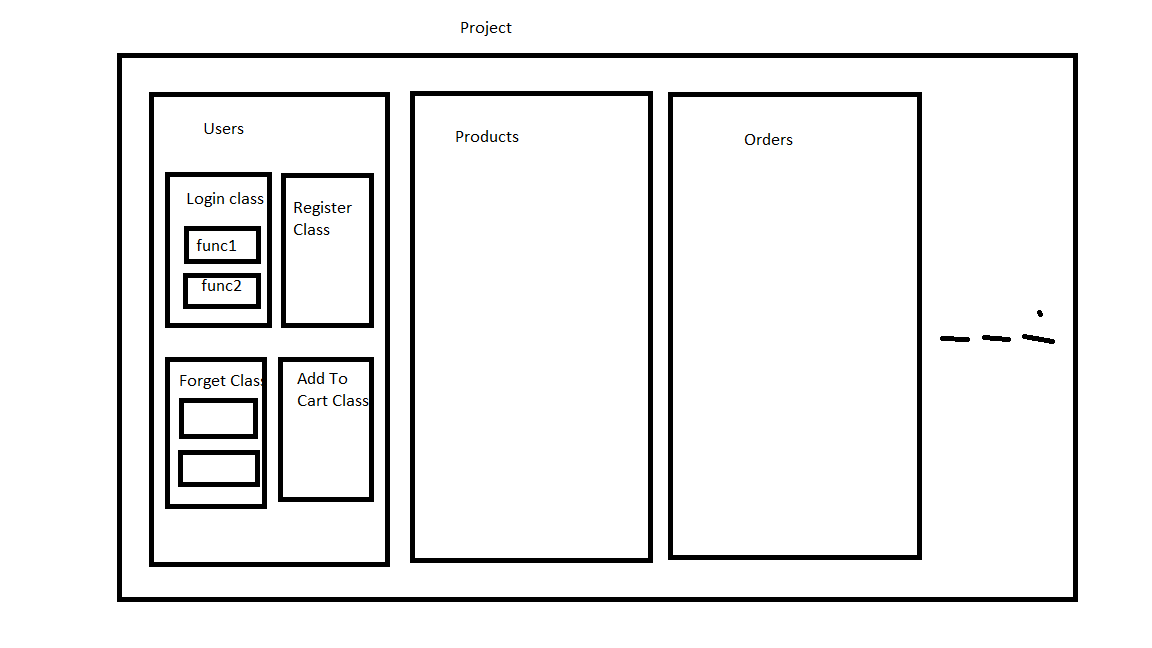 Project
Users
Login class
func1
func2
Register
Class
Forget Class
Add To
Cart Class
Products
Orders